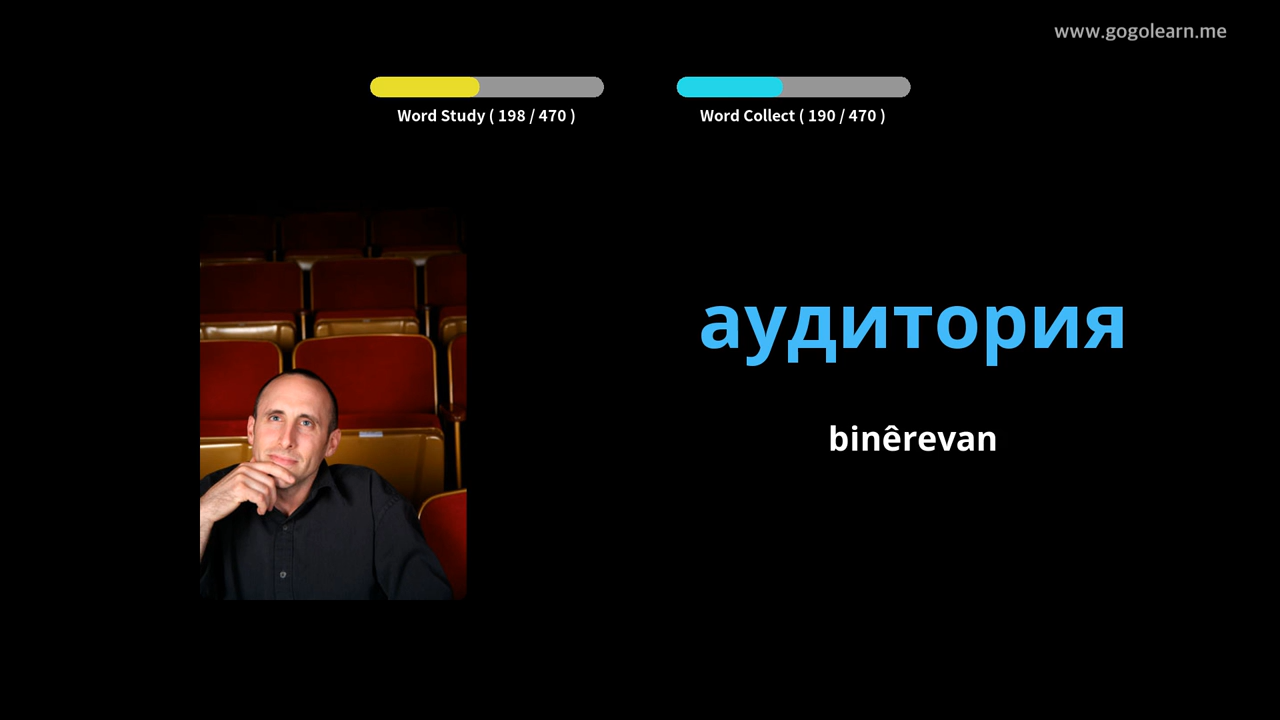 www.gogolearn.me
Word Study ( 198 / 470 )
Word Collect ( 190 / 470 )
аудитория
binêrevan